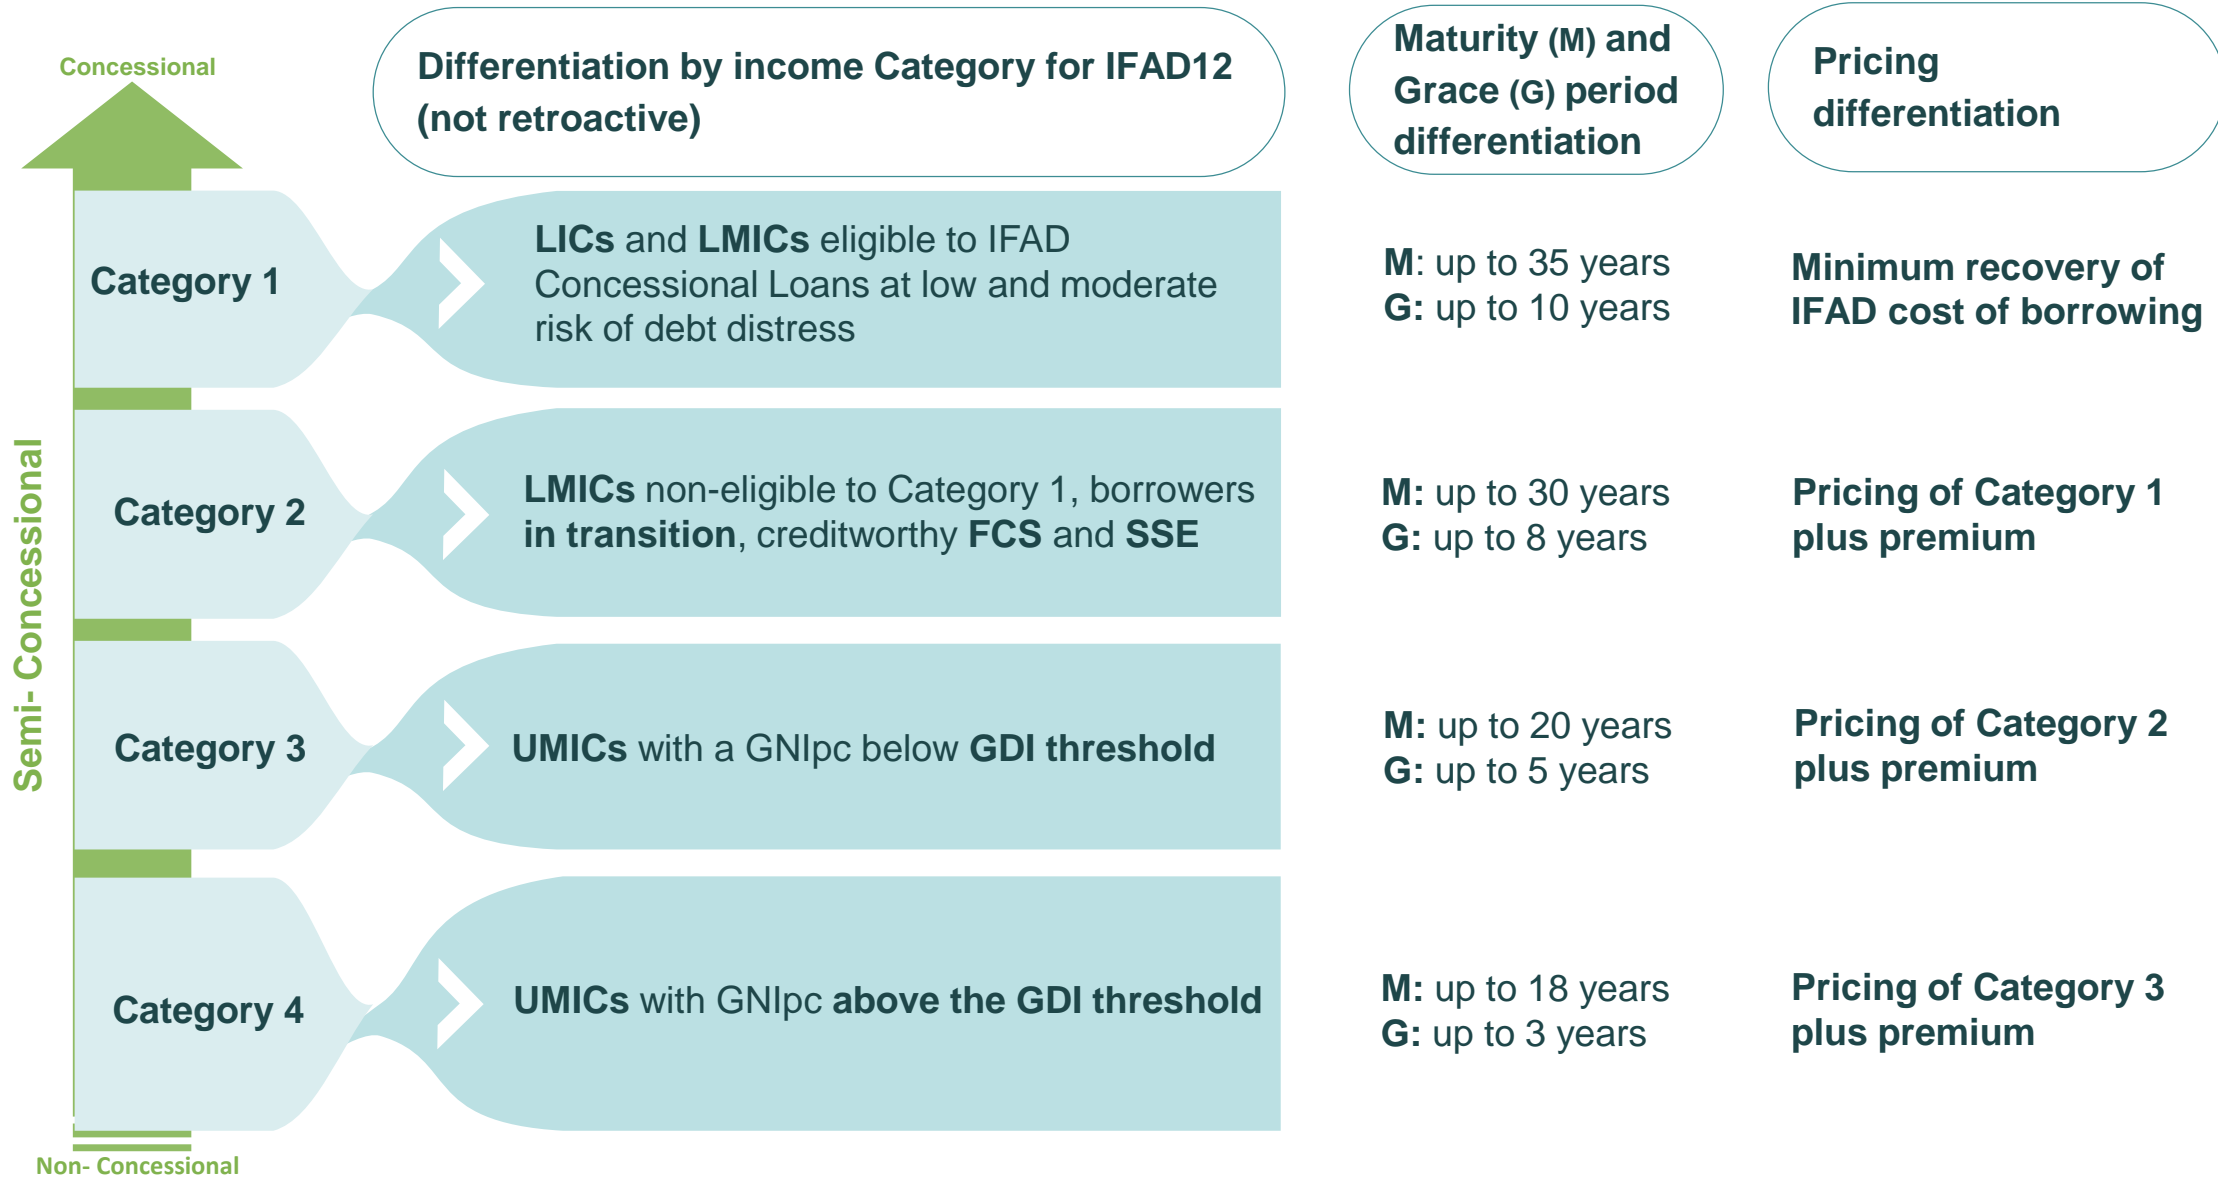 Concessional
Differentiation by income Category for IFAD12
(not retroactive)
Maturity (M) and
Grace (G) period
differentiation
Pricing
differentiation
Semi- Concessional
Category 1
LICs and LMICs eligible to IFAD
Concessional Loans at low and moderate
risk of debt distress
M: up to 35 years
G: up to 10 years
Minimum recovery of
IFAD cost of borrowing
Category 2
LMICs non-eligible to Category 1, borrowers
in transition, creditworthy FCS and SSE
M: up to 30 years
G: up to 8 years
Pricing of Category 1
plus premium
Category 3
UMICs with a GNIpc below GDI threshold
M: up to 20 years
G: up to 5 years
Pricing of Category 2
plus premium
Category 4
UMICs with GNIpc above the GDI threshold
M: up to 18 years
G: up to 3 years
Pricing of Category 3
plus premium
Non- Concessional